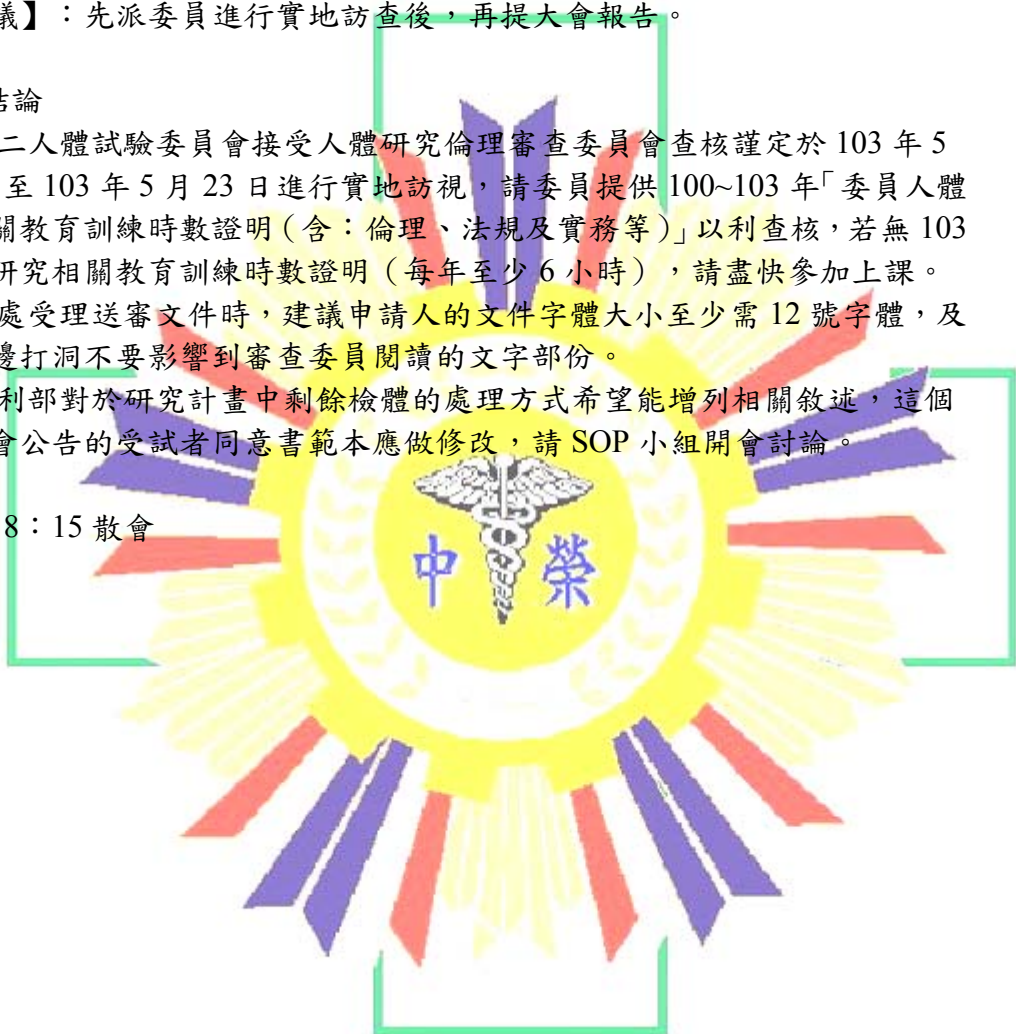 議】：先派委員進行實地訪查後，再提大會報告。
結論
二人體試驗委員會接受人體研究倫理審查委員會查核謹定於 103 年 5
至 103 年 5 月 23 日進行實地訪視，請委員提供 100~103 年「委員人體
關教育訓練時數證明（含：倫理、法規及實務等）」以利查核，若無 103
研究相關教育訓練時數證明（每年至少 6 小時），請盡快參加上課。
處受理送審文件時，建議申請人的文件字體大小至少需 12 號字體，及
邊打洞不要影響到審查委員閱讀的文字部份。
利部對於研究計畫中剩餘檢體的處理方式希望能增列相關敘述，這個
會公告的受試者同意書範本應做修改，請 SOP 小組開會討論。
8：15 散會
中 榮